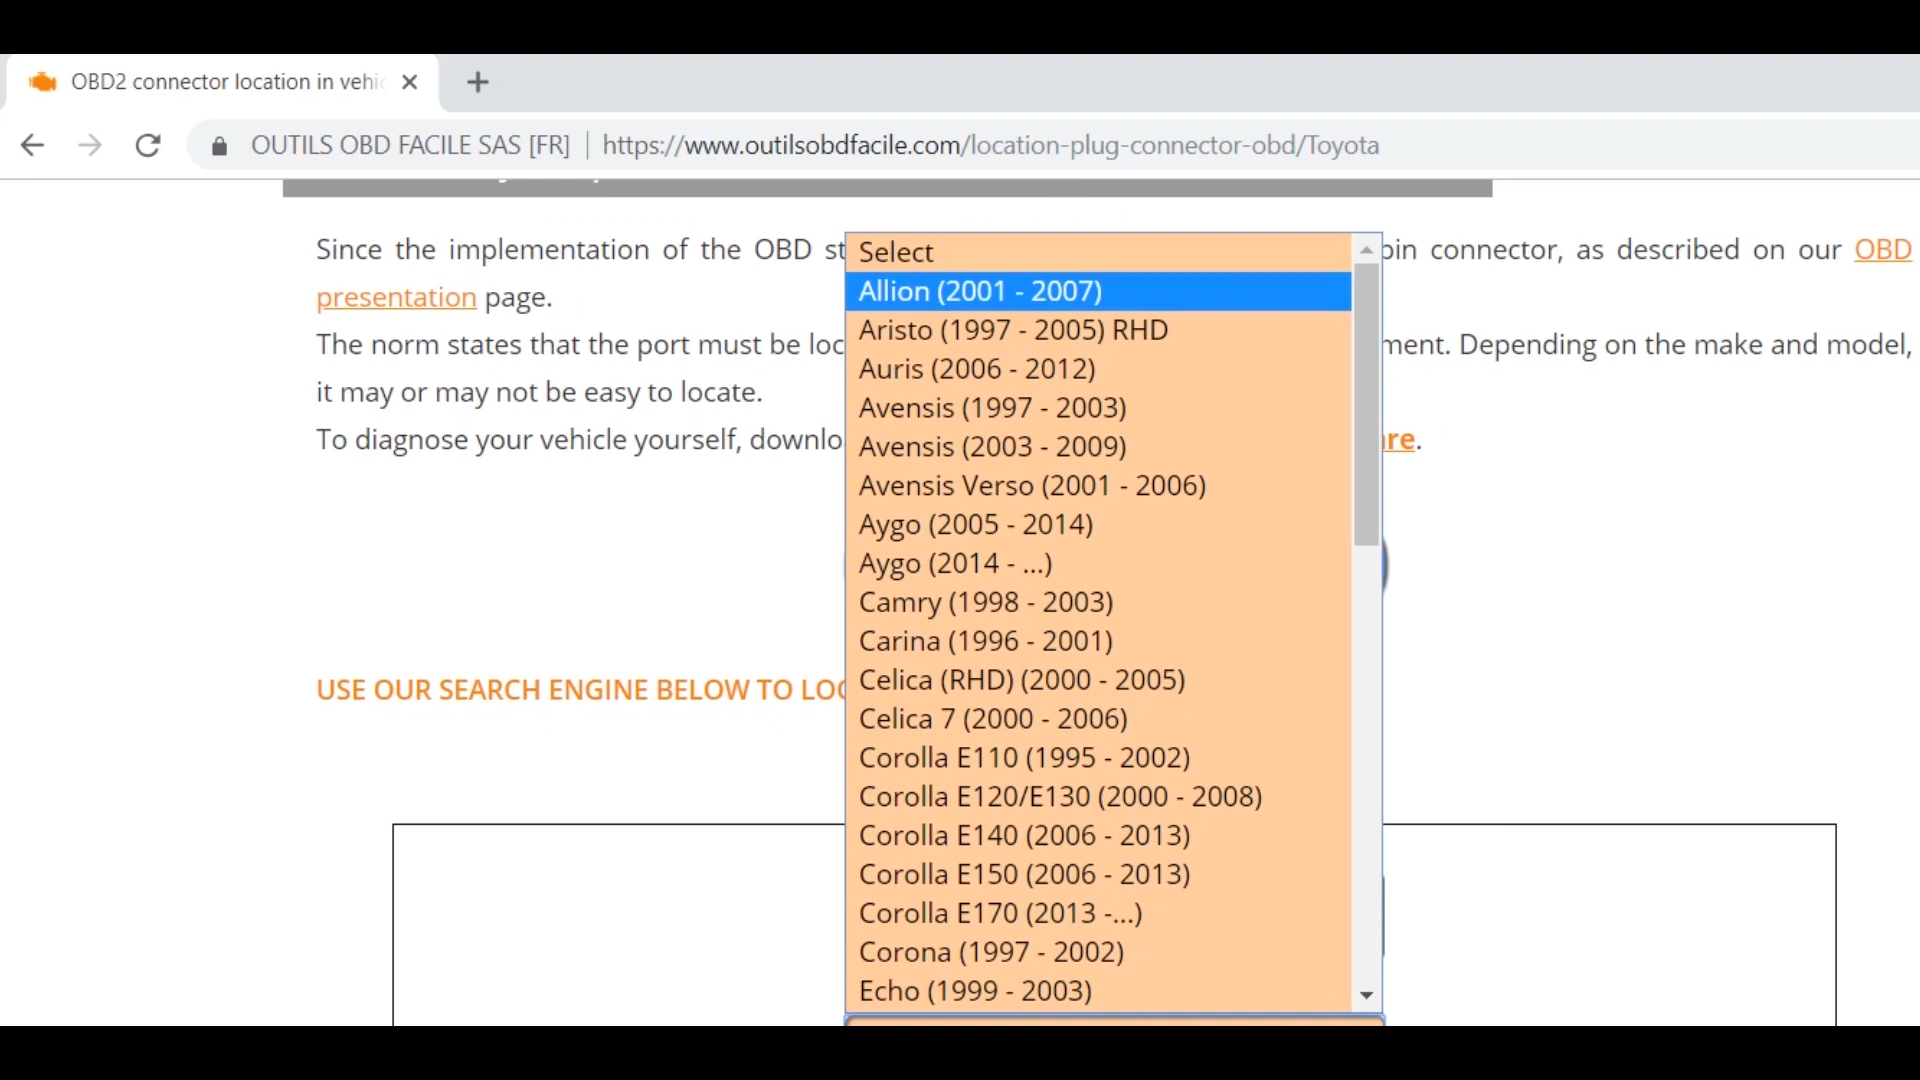 OBD2 connector location in vehic
OUTILS OBD FACILE SAS [FR] | https://www.outilsobdfacile.com/location-plug-connector-obd/Toyota
Since the implementation of the OBD st
pin connector, as described on our OBD
presentation page.
The norm states that the port must be loc
ment. Depending on the make and model,
it may or may not be easy to locate.
To diagnose your vehicle yourself, downlo
are.
USE OUR SEARCH ENGINE BELOW TO LOC
Select
Allion (2001 - 2007)
Aristo (1997 - 2005) RHD
Auris (2006 - 2012)
Avensis (1997 - 2003)
Avensis (2003 - 2009)
Avensis Verso (2001 - 2006)
Aygo (2005 - 2014)
Aygo (2014 - ...)
Camry (1998 - 2003)
Carina (1996 - 2001)
Celica (RHD) (2000 - 2005)
Celica 7 (2000 - 2006)
Corolla E110 (1995 - 2002)
Corolla E120/E130 (2000 - 2008)
Corolla E140 (2006 - 2013)
Corolla E150 (2006 - 2013)
Corolla E170 (2013 -...)
Corona (1997 - 2002)
Echo (1999 - 2003)